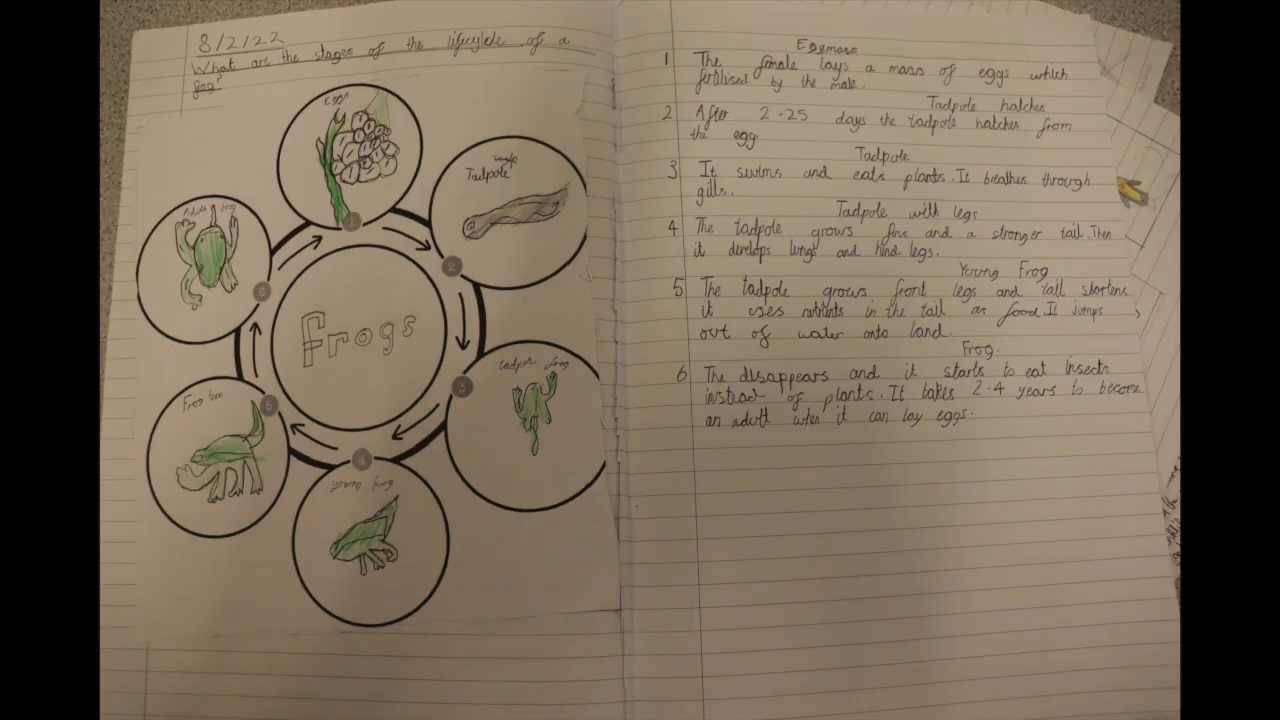 8/2/22
What are the stages of the lifecycle of a
frog?
Eggs
Tadpole
tadpole frog
Young frog
Frog teen
Adult frog
1
2
3
4
5
6
Frogs
Eggmass
1 The female lays a mass of eggs which
fertilised by the male.
Tadpole hatches
2 After 2-25 days the tadpole hatches from
the egg.
Tadpole
3 It swims and eats plants. It breathes through
gills.
Tadpole with legs
4 The tadpole grows fins and a stronger tail. Then
it develops lungs and hind legs.
Young Frog
5 The tadpole grows front legs and tail shortens
it uses nutrients in the tail as food. It jumps
out of water onto land.
Frog.
6 The disappears and it starts to eat insects
instead of plants. It takes 2-4 years to become
an adult when it can lay eggs.